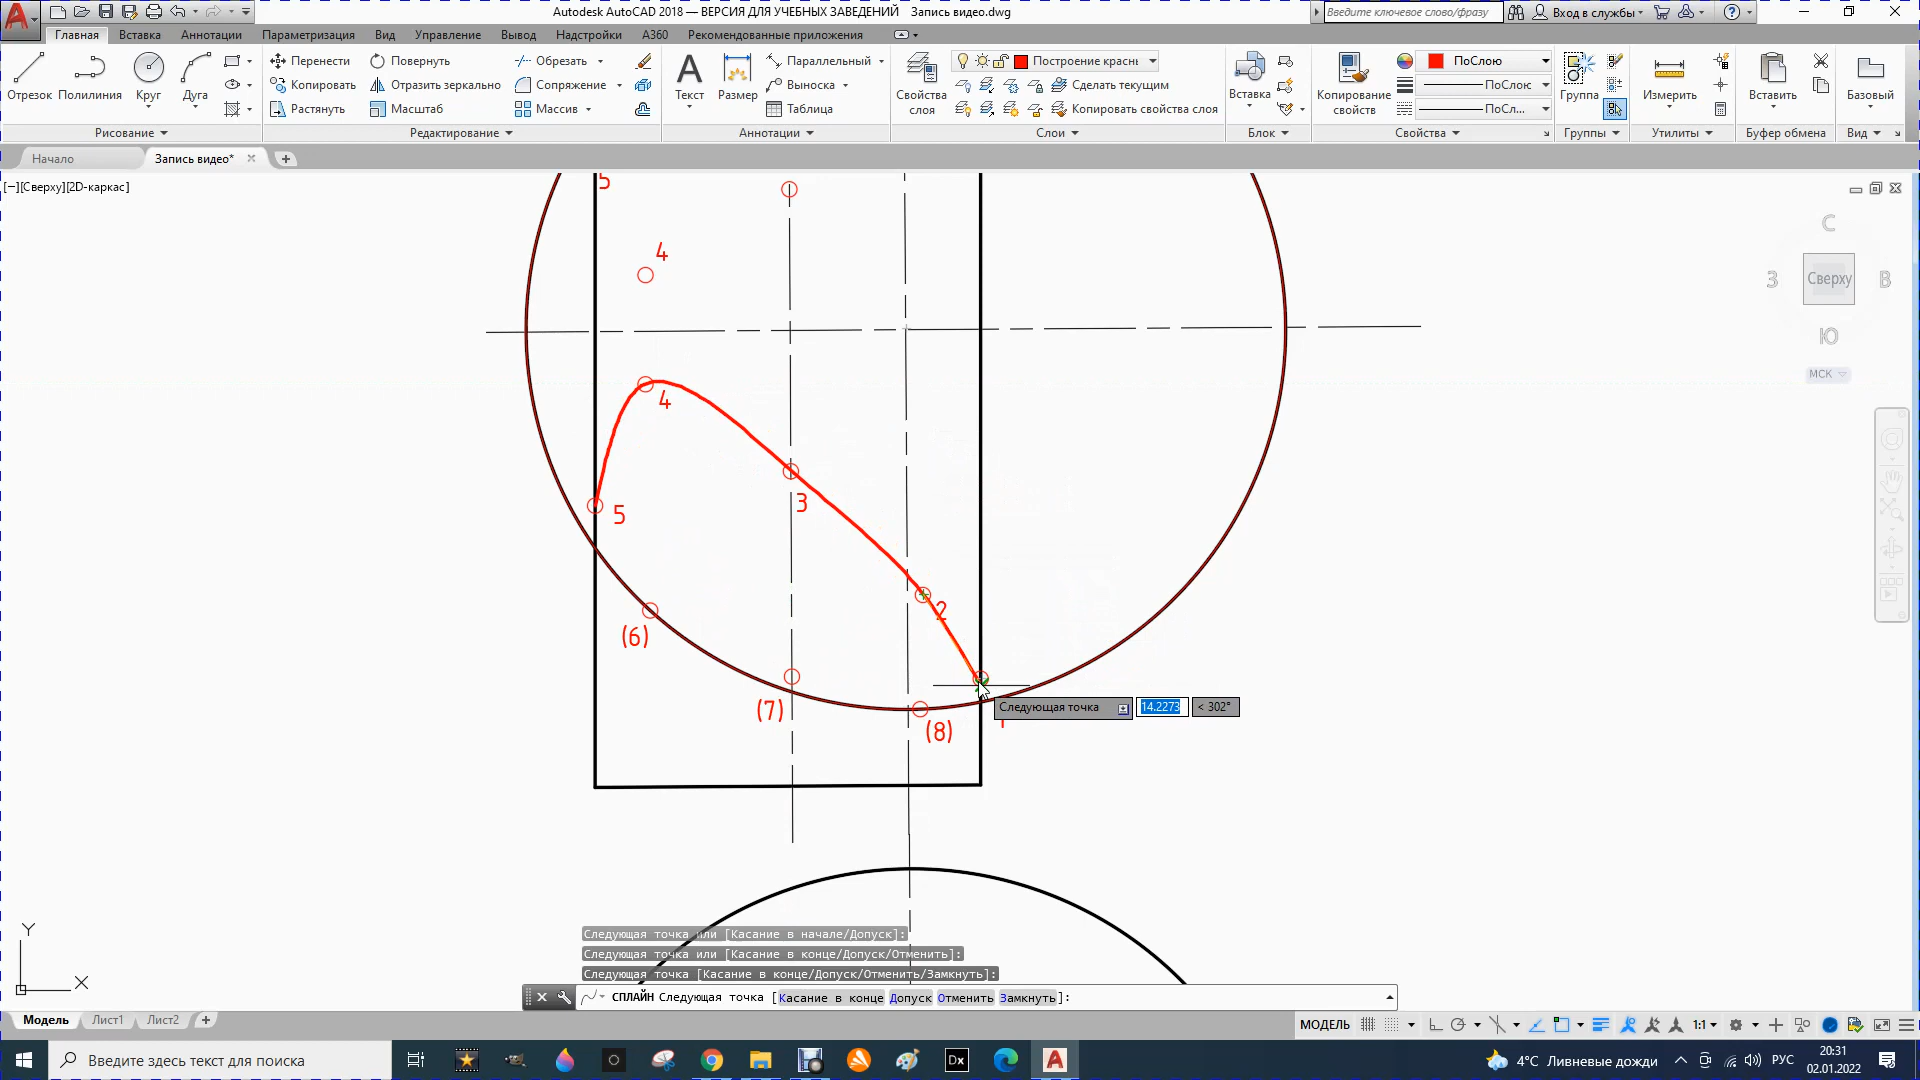 Autodesk AutoCAD 2018 — ВЕРСИЯ ДЛЯ УЧЕБНЫХ ЗАВЕДЕНИЙ Запись видео.dwg
Введите ключевое слово/фразу
Вход в службы
Главная Вставка Аннотации Параметризация Вид Управление Вывод Надстройки A360 Рекомендованные приложения
Отрезок Полилиния Круг Дуга
Перенести Повернуть Обрезать
Копировать Отразить зеркально Сопряжение
Растянуть Масштаб Массив
Текст Размер
Параллельный
Выноска
Таблица
Свойства слоя
Построение красн
Сделать текущим
Копировать свойства слоя
Вставка
Копирование свойств
ПоСлою
ПоСлою
ПоСл...
Группа
Измерить
Вставить
Базовый
Рисование Редактирование Аннотации Слои Блок Свойства Группы Утилиты Буфер обмена Вид
Начало Запись видео*
[−][Сверху][2D-каркас]
С
З Сверху В
Ю
МСК
5
4
4
3
5
2
(6)
(7)
(8)
1
Следующая точка 14.2273 < 302°
Y
X
Следующая точка или [Касание в начале/Допуск]:
Следующая точка или [Касание в конце/Допуск/Отменить]:
Следующая точка [Касание в конце/Допуск/Отменить/Замкнуть]:
СПЛАЙН Следующая точка [Касание в конце Допуск Отменить Замкнуть]:
Модель Лист1 Лист2
МОДЕЛЬ 1:1
Введите здесь текст для поиска
Dx
4°C Ливневые дожди
РУС
20:31
02.01.2022